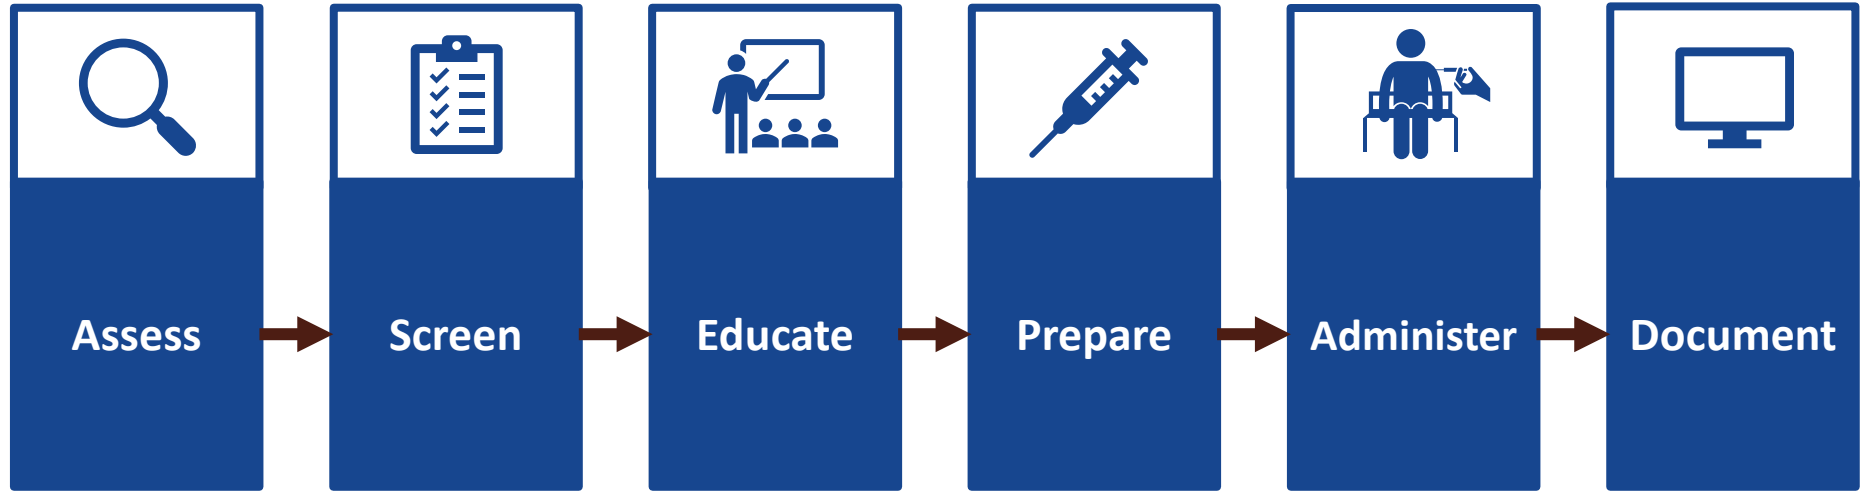 Assess
Screen
Educate
Prepare
Administer
Document